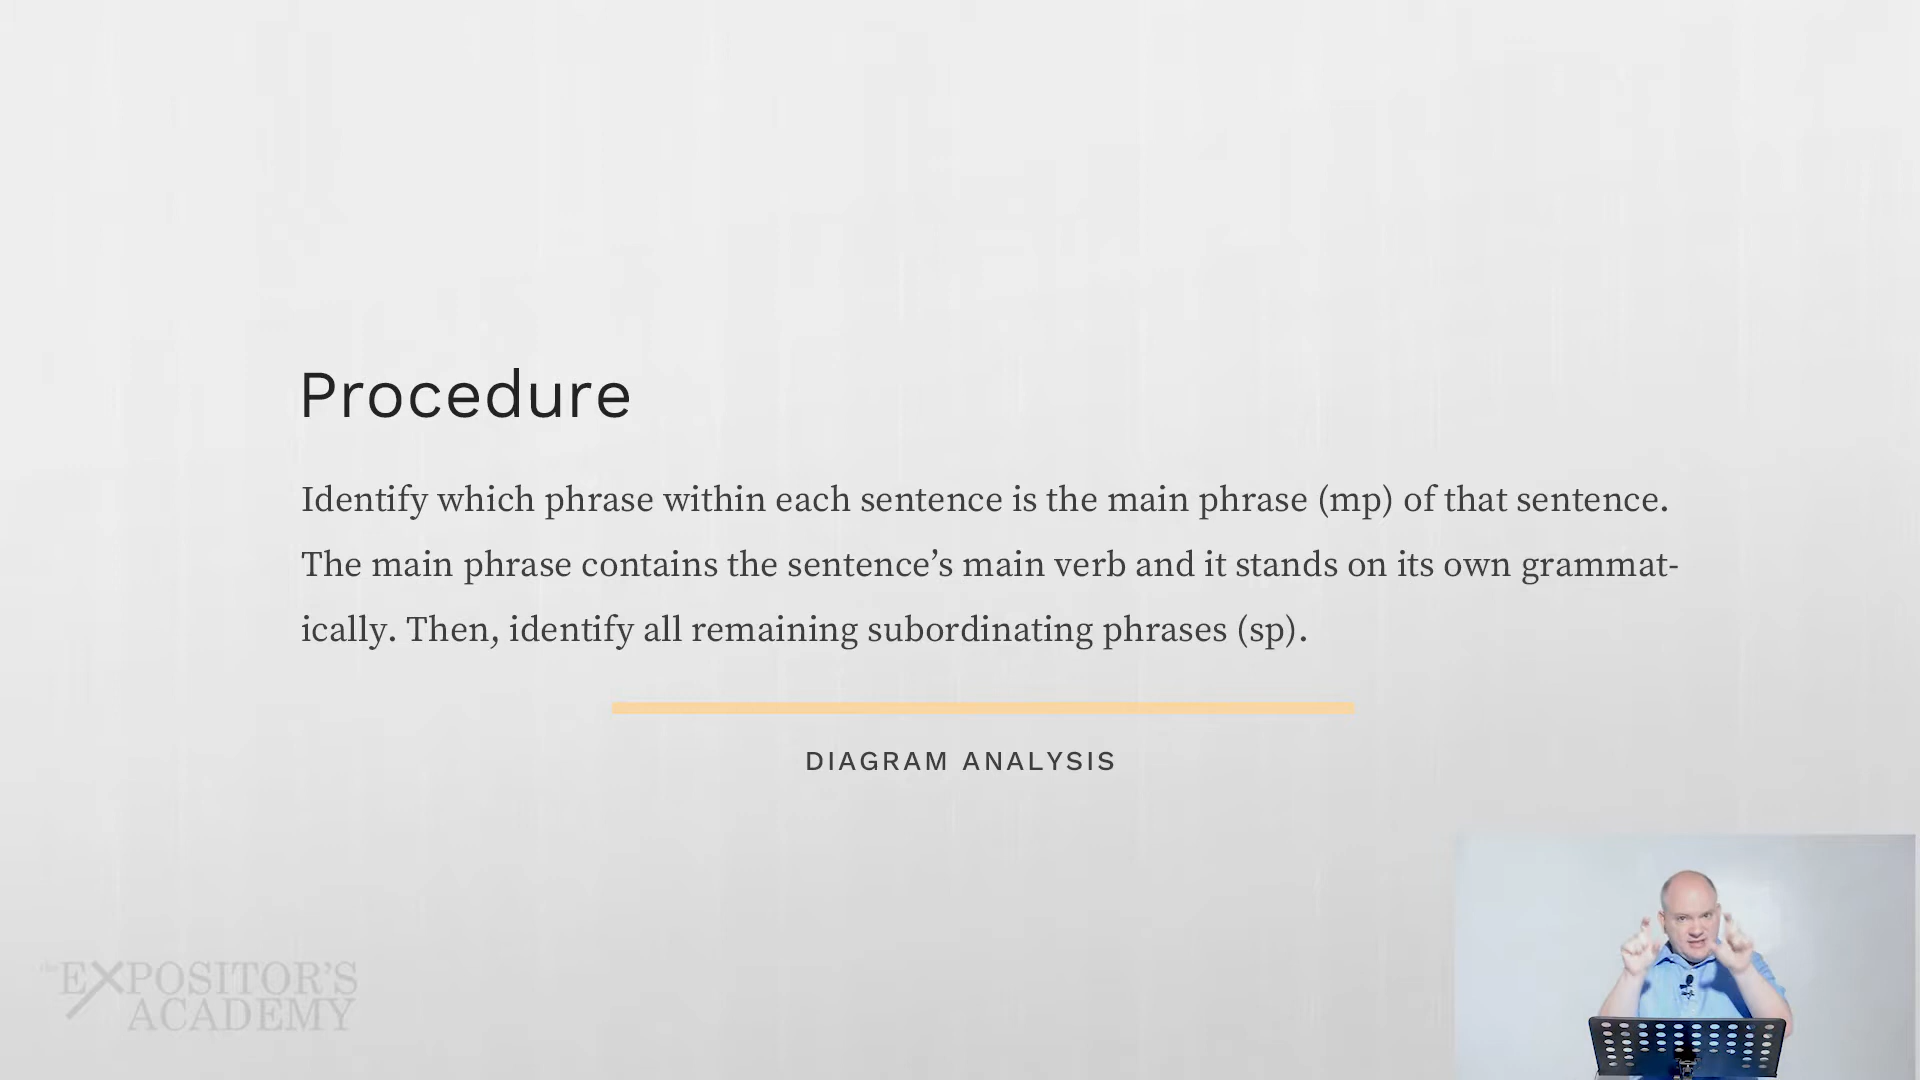 Procedure
Identify which phrase within each sentence is the main phrase (mp) of that sentence.
The main phrase contains the sentence’s main verb and it stands on its own grammat-
ically. Then, identify all remaining subordinating phrases (sp).
DIAGRAM ANALYSIS
the EXPOSITOR’S
ACADEMY